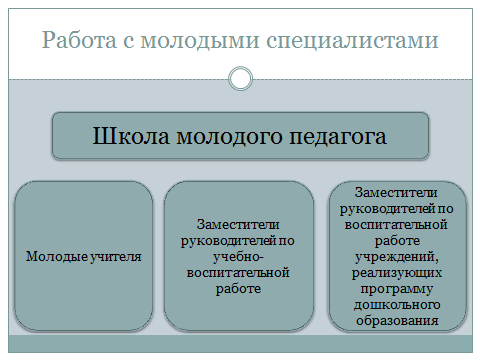 Работа с молодыми специалистами
Школа молодого педагога
Молодые учителя
Заместители
руководителей по
учебно-
воспитательной
работе
Заместители
руководителей по
воспитательной
работе
учреждений,
реализующих
программу
дошкольного
образования